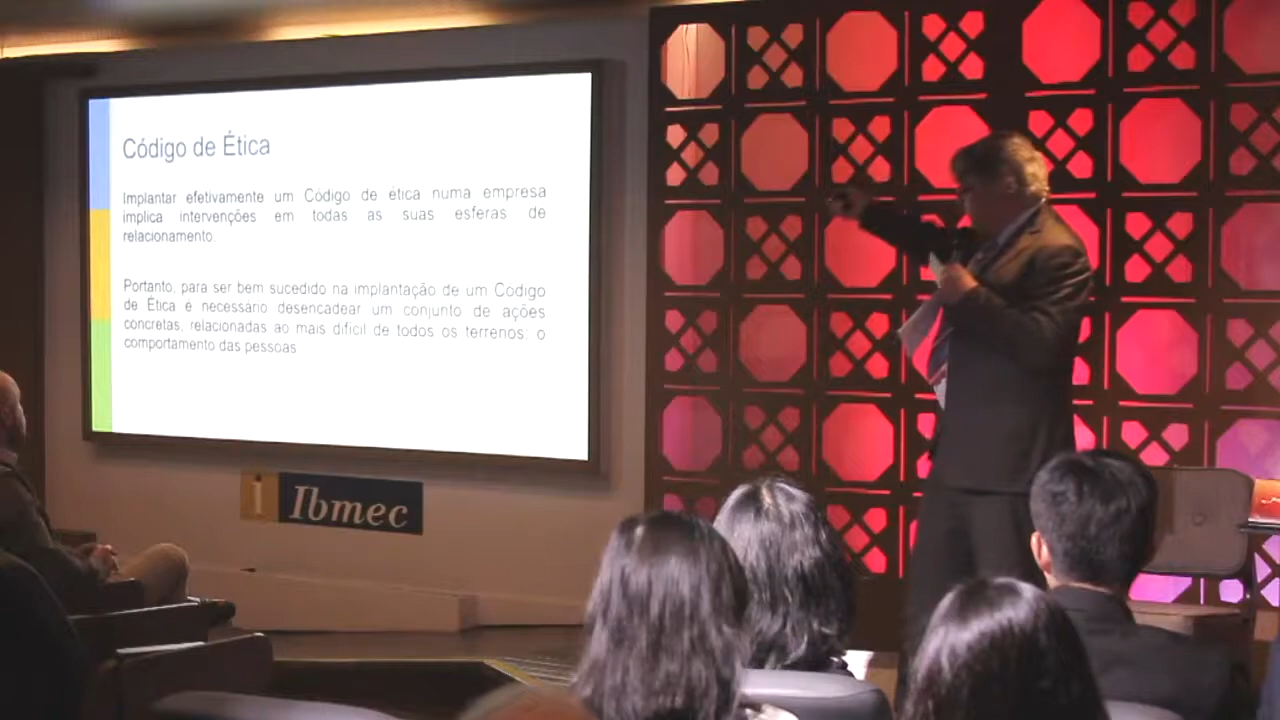 Código de Ética
Implantar efetivamente um Código de ética numa empresa
implica intervenções em todas as suas esferas de
relacionamento.
Portanto, para ser bem sucedido na implantação de um Código
de Ética é necessário desencadear um conjunto de ações
concretas, relacionadas ao mais difícil de todos os terrenos: o
comportamento das pessoas
i Ibmec